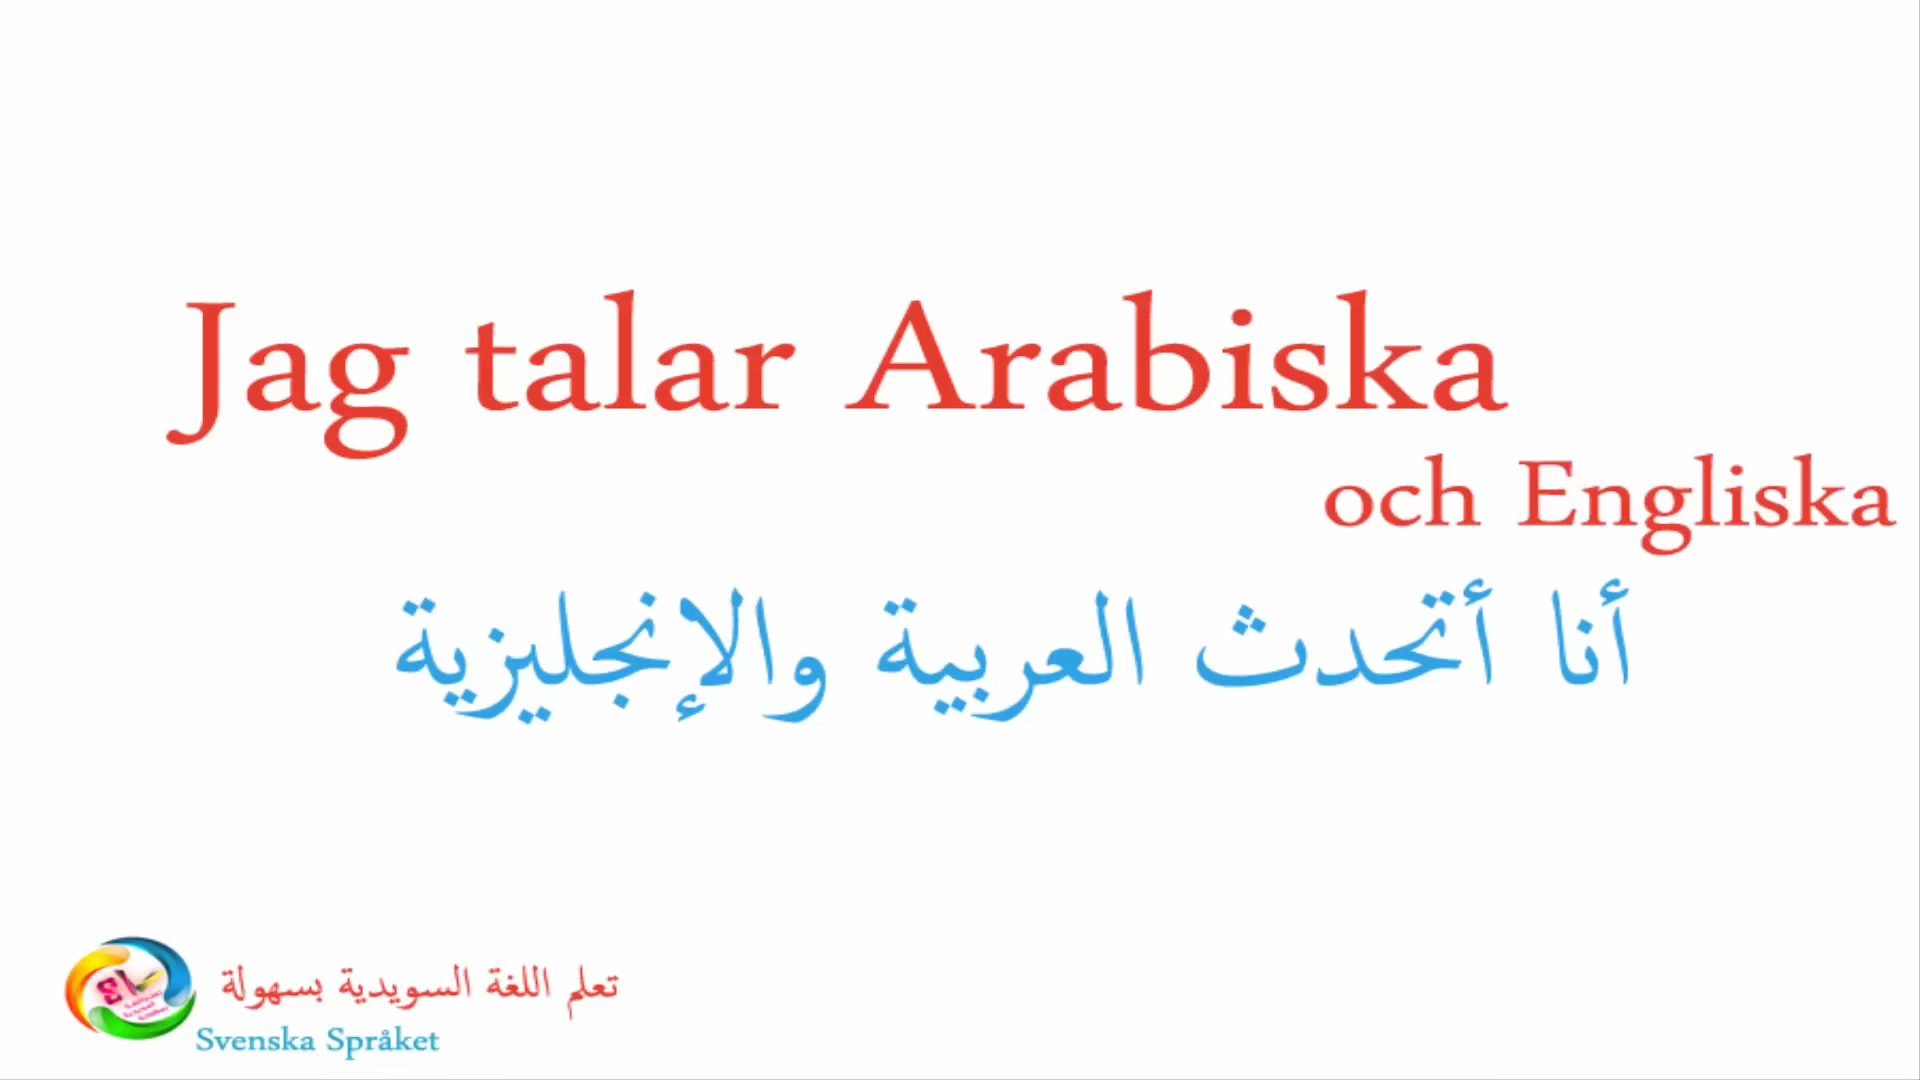 Jag talar Arabiska
och Engliska
أنا أتحدث العربية والإنجليزية
تعلم اللغة السويدية بسهولة
Svenska Språket